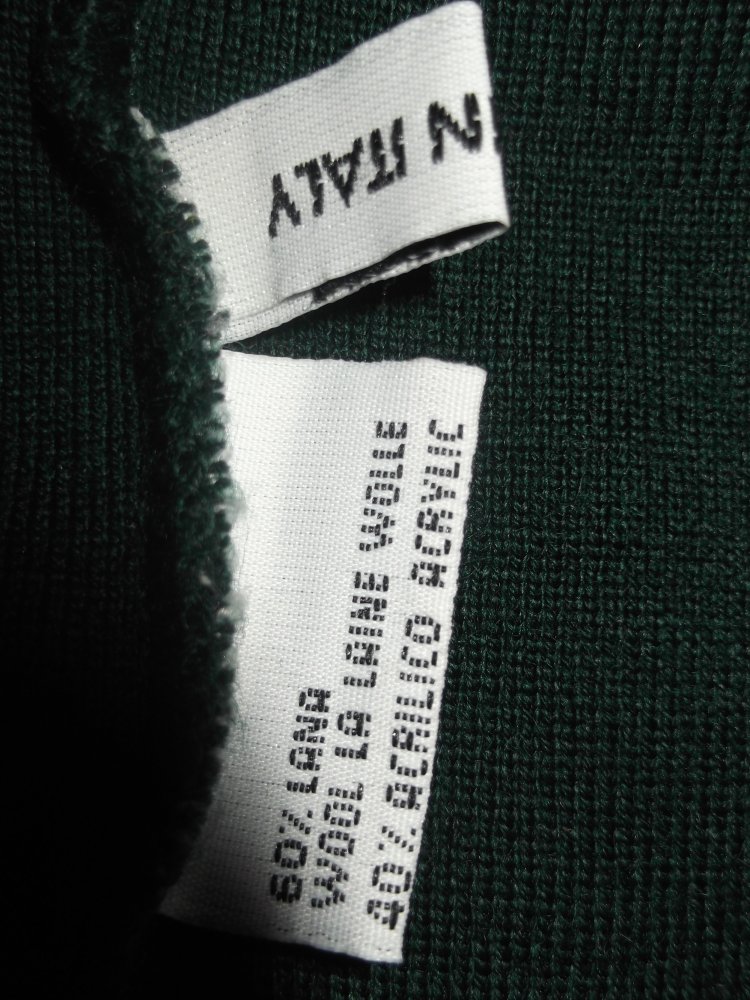 N ITALY
60% LANA
WOOL LA LAINE WOLLE
40% ACRILICO ACRYLIC